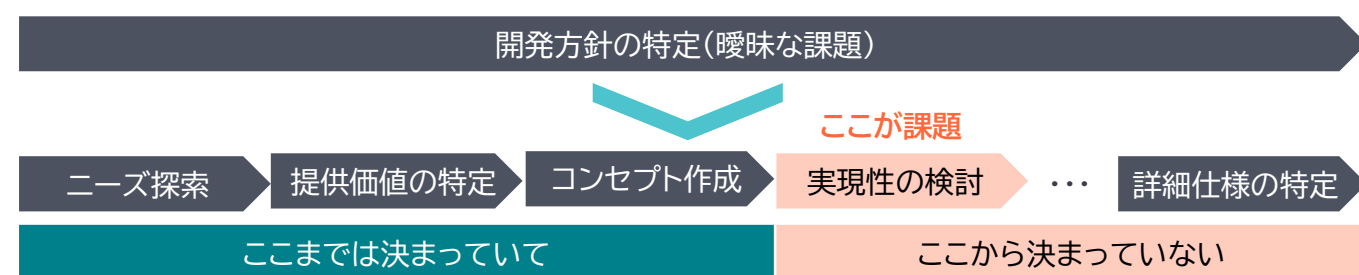 開発方針の特定(曖昧な課題)
ここが課題
ニーズ探索
提供価値の特定
コンセプト作成
実現性の検討
・・・
詳細仕様の特定
ここまでは決まっていて
ここから決まっていない